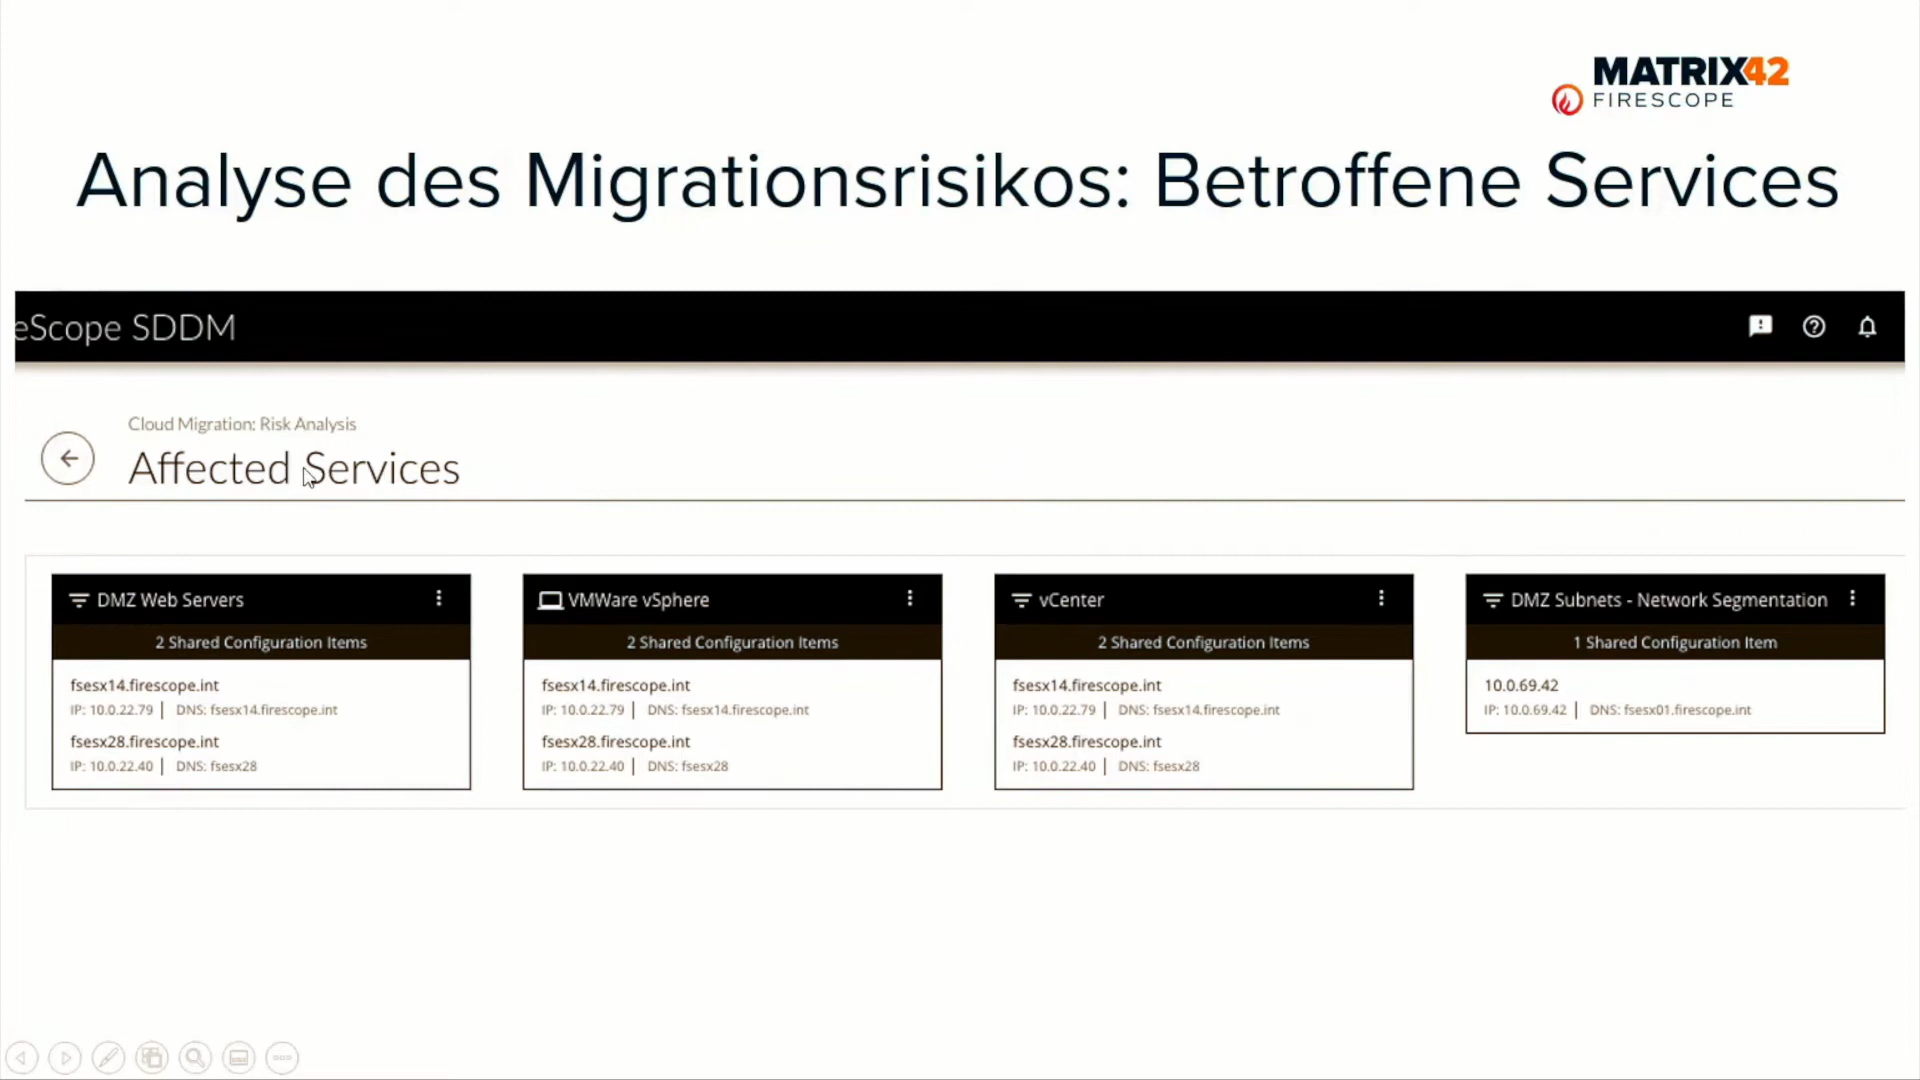 MATRIX42
FIRESCOPE
Analyse des Migrationsrisikos: Betroffene Services
eScope SDDM
Cloud Migration: Risk Analysis
Affected Services
DMZ Web Servers
2 Shared Configuration Items
fsesx14.firescope.int
IP: 10.0.22.79 | DNS: fsesx14.firescope.int
fsesx28.firescope.int
IP: 10.0.22.40 | DNS: fsesx28
VMWare vSphere
2 Shared Configuration Items
fsesx14.firescope.int
IP: 10.0.22.79 | DNS: fsesx14.firescope.int
fsesx28.firescope.int
IP: 10.0.22.40 | DNS: fsesx28
vCenter
2 Shared Configuration Items
fsesx14.firescope.int
IP: 10.0.22.79 | DNS: fsesx14.firescope.int
fsesx28.firescope.int
IP: 10.0.22.40 | DNS: fsesx28
DMZ Subnets - Network Segmentation
1 Shared Configuration Item
10.0.69.42
IP: 10.0.69.42 | DNS: fsesx01.firescope.int